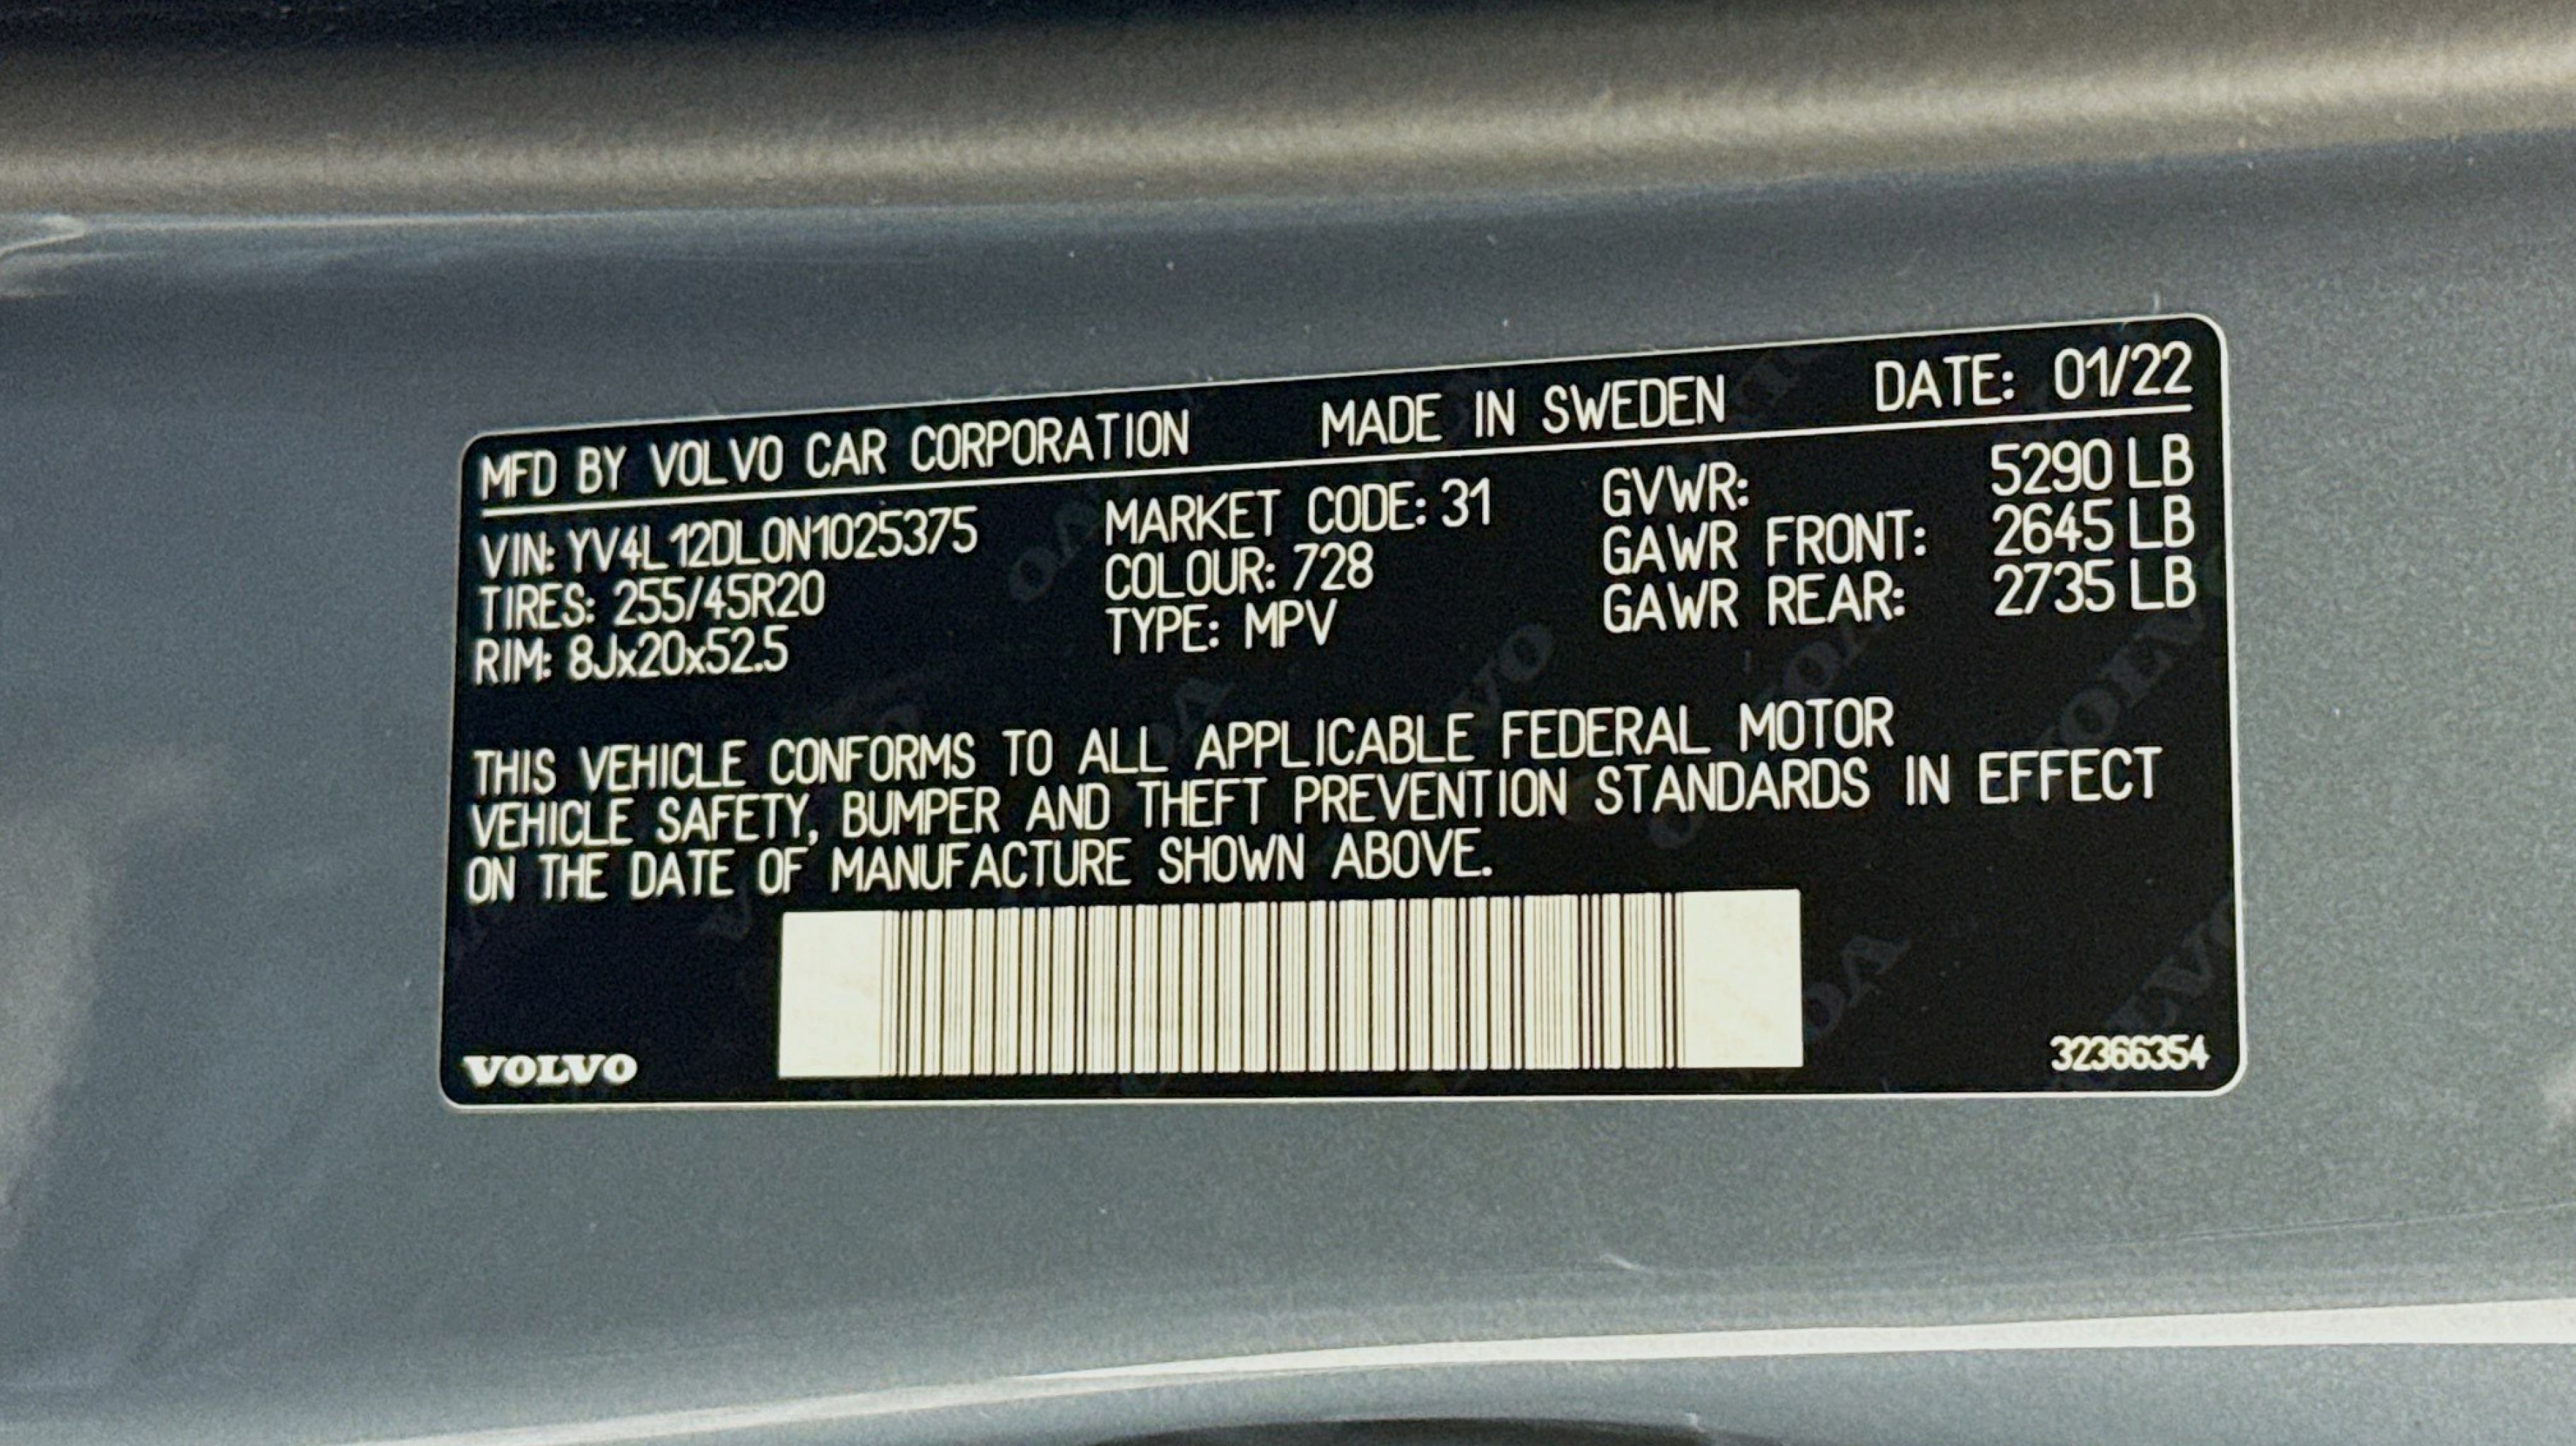 MFD BY VOLVO CAR CORPORATION MADE IN SWEDEN DATE: 01/22
VIN: YV4L12DL0N1025375 MARKET CODE: 31 GVWR: 5290 LB
TIRES: 255/45R20 COLOUR: 728 GAWR FRONT: 2645 LB
RIM: 8Jx20x52.5 TYPE: MPV GAWR REAR: 2735 LB
THIS VEHICLE CONFORMS TO ALL APPLICABLE FEDERAL MOTOR
VEHICLE SAFETY, BUMPER AND THEFT PREVENTION STANDARDS IN EFFECT
ON THE DATE OF MANUFACTURE SHOWN ABOVE.
VOLVO 32366354